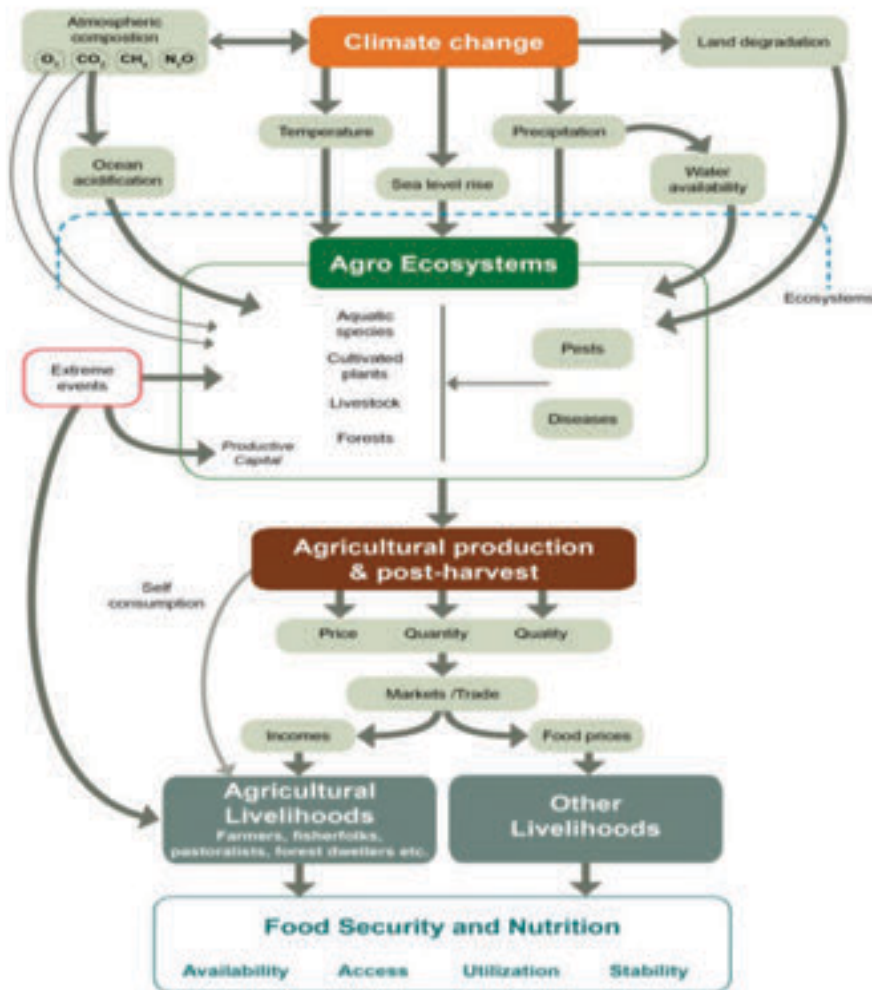 Atmospheric
compostion
O₃ CO₂ CH₄ N₂O
Climate change
Land degradation
Temperature
Precipitation
Ocean
acidification
Sea level rise
Water
availability
Agro Ecosystems
Ecosystems
Aquatic
species
Cultivated
plants
Livestock
Forests
Pests
Diseases
Extreme
events
Productive
Capital
Agricultural production
& post-harvest
Self
consumption
Price Quantity Quality
Markets /Trade
Incomes
Food prices
Agricultural
Livelihoods
Farmers, fisherfolks,
pastoralists, forest dwellers etc.
Other
Livelihoods
Food Security and Nutrition
Availability Access Utilization Stability